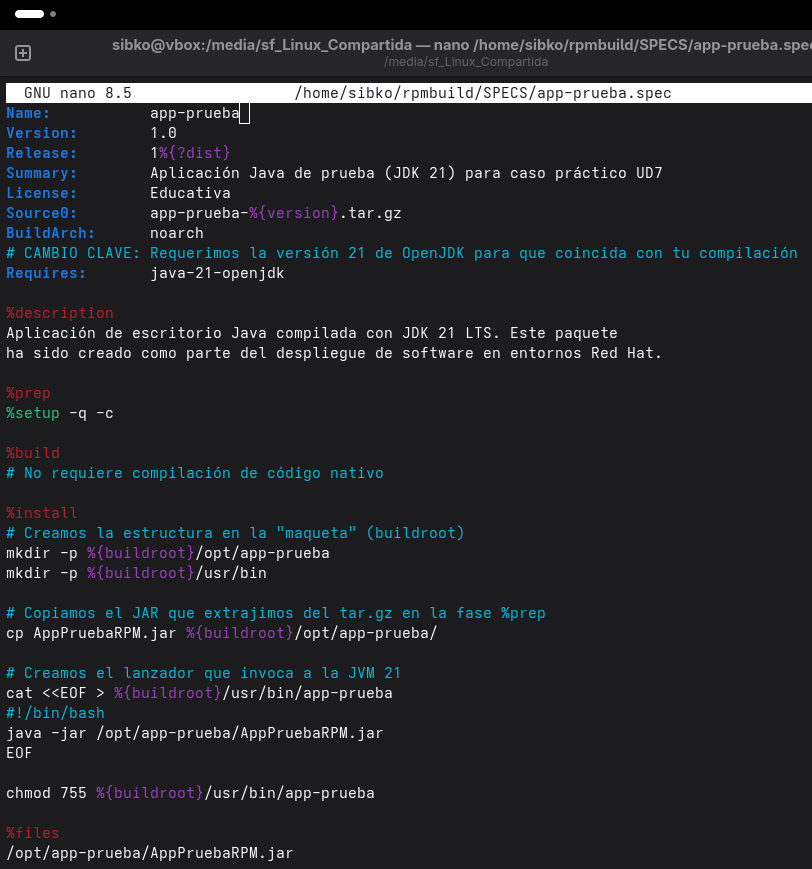 sibko@vbox:/media/sf_Linux_Compartida — nano /home/sibko/rpmbuild/SPECS/app-prueba.spec
/media/sf_Linux_Compartida
GNU nano 8.5 /home/sibko/rpmbuild/SPECS/app-prueba.spec
Name: app-prueba
Version: 1.0
Release: 1%{?dist}
Summary: Aplicación Java de prueba (JDK 21) para caso práctico UD7
License: Educativa
Source0: app-prueba-%{version}.tar.gz
BuildArch: noarch
# CAMBIO CLAVE: Requerimos la versión 21 de OpenJDK para que coincida con tu compilación
Requires: java-21-openjdk
%description
Aplicación de escritorio Java compilada con JDK 21 LTS. Este paquete
ha sido creado como parte del despliegue de software en entornos Red Hat.
%prep
%setup -q -c
%build
# No requiere compilación de código nativo
%install
# Creamos la estructura en la "maqueta" (buildroot)
mkdir -p %{buildroot}/opt/app-prueba
mkdir -p %{buildroot}/usr/bin
# Copiamos el JAR que extrajimos del tar.gz en la fase %prep
cp AppPruebaRPM.jar %{buildroot}/opt/app-prueba/
# Creamos el lanzador que invoca a la JVM 21
cat <<EOF > %{buildroot}/usr/bin/app-prueba
#!/bin/bash
java -jar /opt/app-prueba/AppPruebaRPM.jar
EOF
chmod 755 %{buildroot}/usr/bin/app-prueba
%files
/opt/app-prueba/AppPruebaRPM.jar